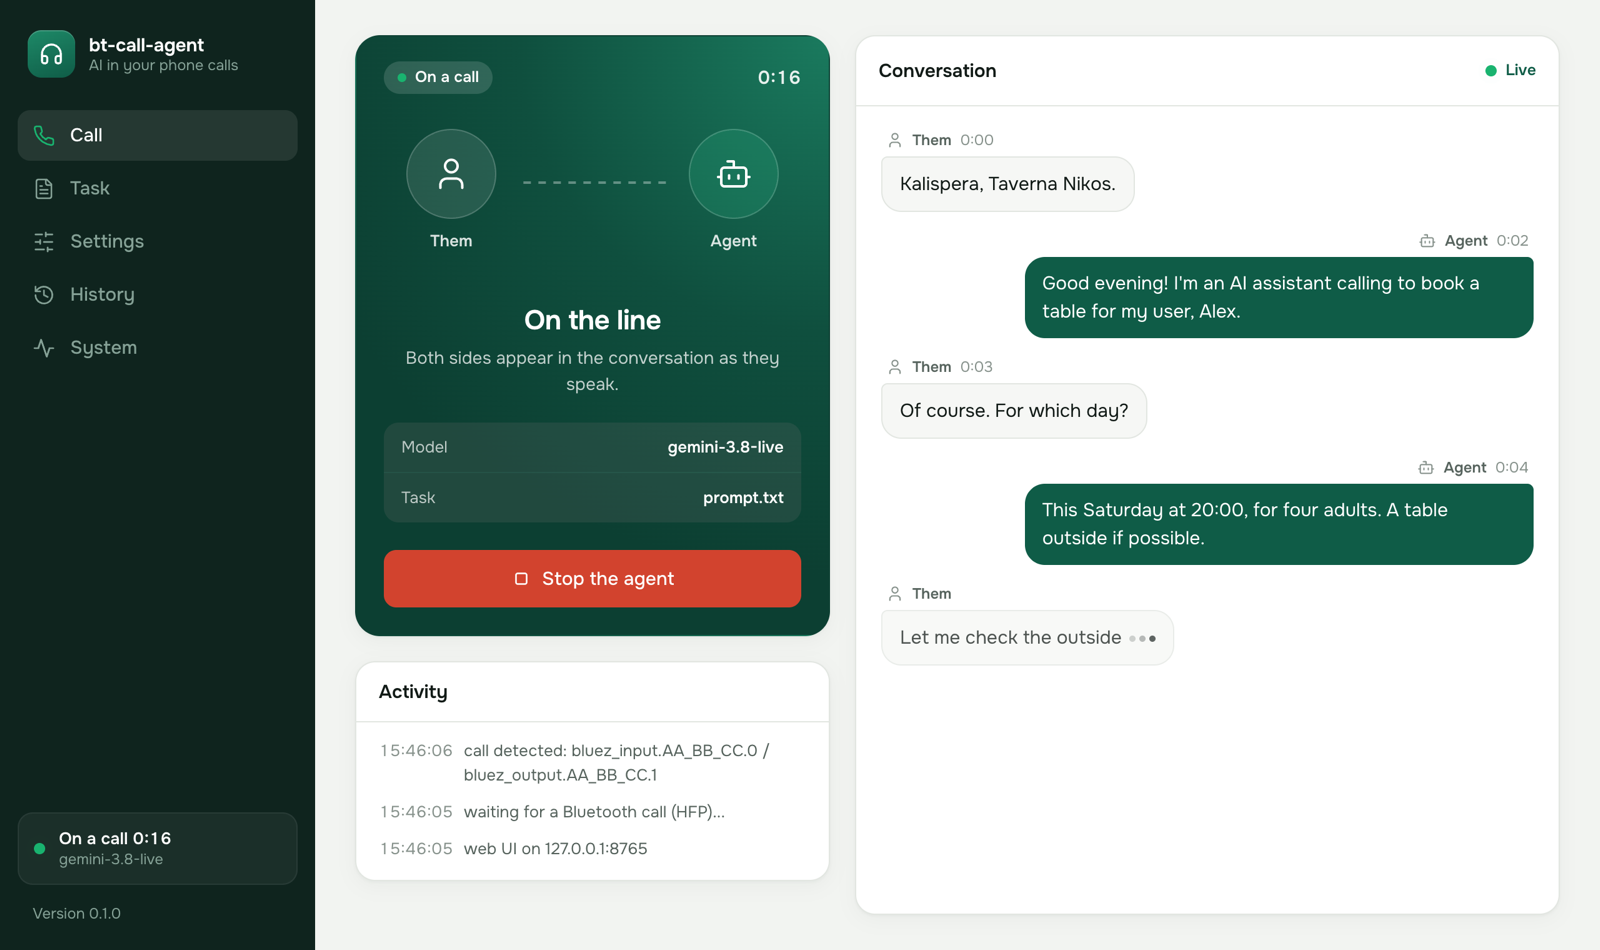 bt-call-agent
AI in your phone calls
Call
Task
Settings
History
System
On a call 0:16
gemini-3.8-live
Version 0.1.0
On a call
0:16
Them
Agent
On the line
Both sides appear in the conversation as they
speak.
Model
gemini-3.8-live
Task
prompt.txt
Stop the agent
Activity
15:46:06 call detected: bluez_input.AA_BB_CC.0 /
bluez_output.AA_BB_CC.1
15:46:05 waiting for a Bluetooth call (HFP)...
15:46:05 web UI on 127.0.0.1:8765
Conversation
Live
Them 0:00
Kalispera, Taverna Nikos.
Agent 0:02
Good evening! I'm an AI assistant calling to book a
table for my user, Alex.
Them 0:03
Of course. For which day?
Agent 0:04
This Saturday at 20:00, for four adults. A table
outside if possible.
Them
Let me check the outside